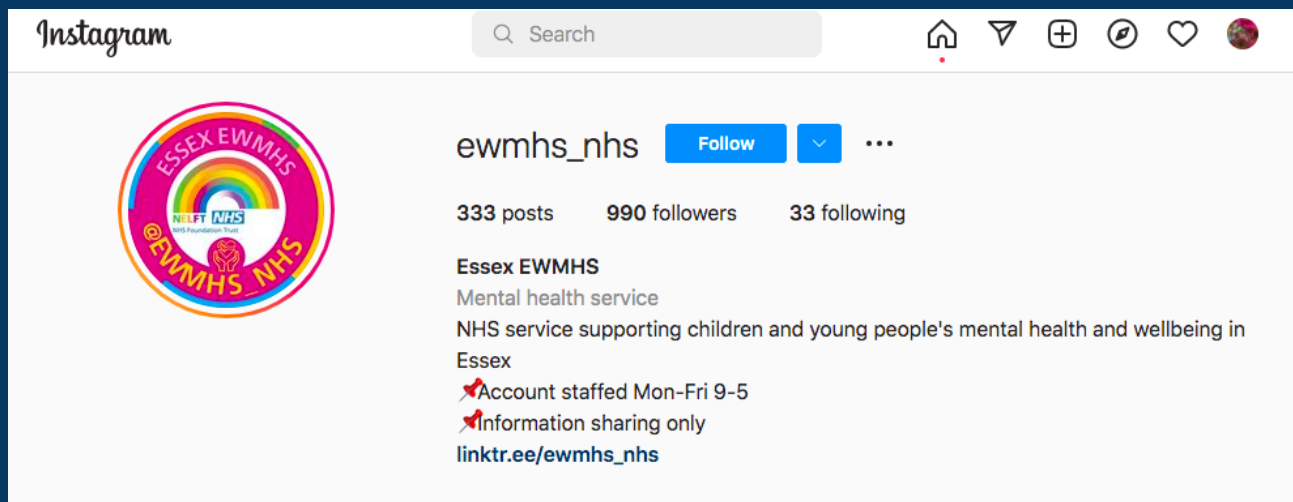 Instagram
Search
ESSEX EWMHS
NELFT NHS
NHS Foundation Trust
@EWMHS_NHS
ewmhs_nhs Follow
333 posts 990 followers 33 following
Essex EWMHS
Mental health service
NHS service supporting children and young people's mental health and wellbeing in
Essex
📌Account staffed Mon-Fri 9-5
📌Information sharing only
linktr.ee/ewmhs_nhs